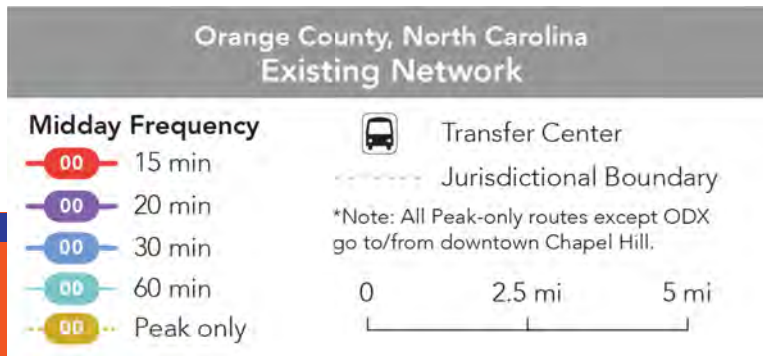 Orange County, North Carolina
Existing Network
Midday Frequency
00 15 min
00 20 min
00 30 min
00 60 min
00 Peak only
Transfer Center
Jurisdictional Boundary
*Note: All Peak-only routes except ODX
go to/from downtown Chapel Hill.
0 2.5 mi 5 mi